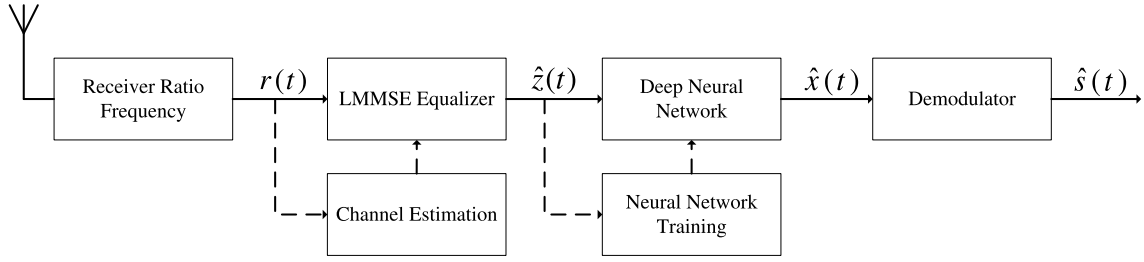 Receiver Ratio
Frequency
r(t)
LMMSE Equalizer
ẑ(t)
Deep Neural
Network
x̂(t)
Demodulator
ŝ(t)
Channel Estimation
Neural Network
Training